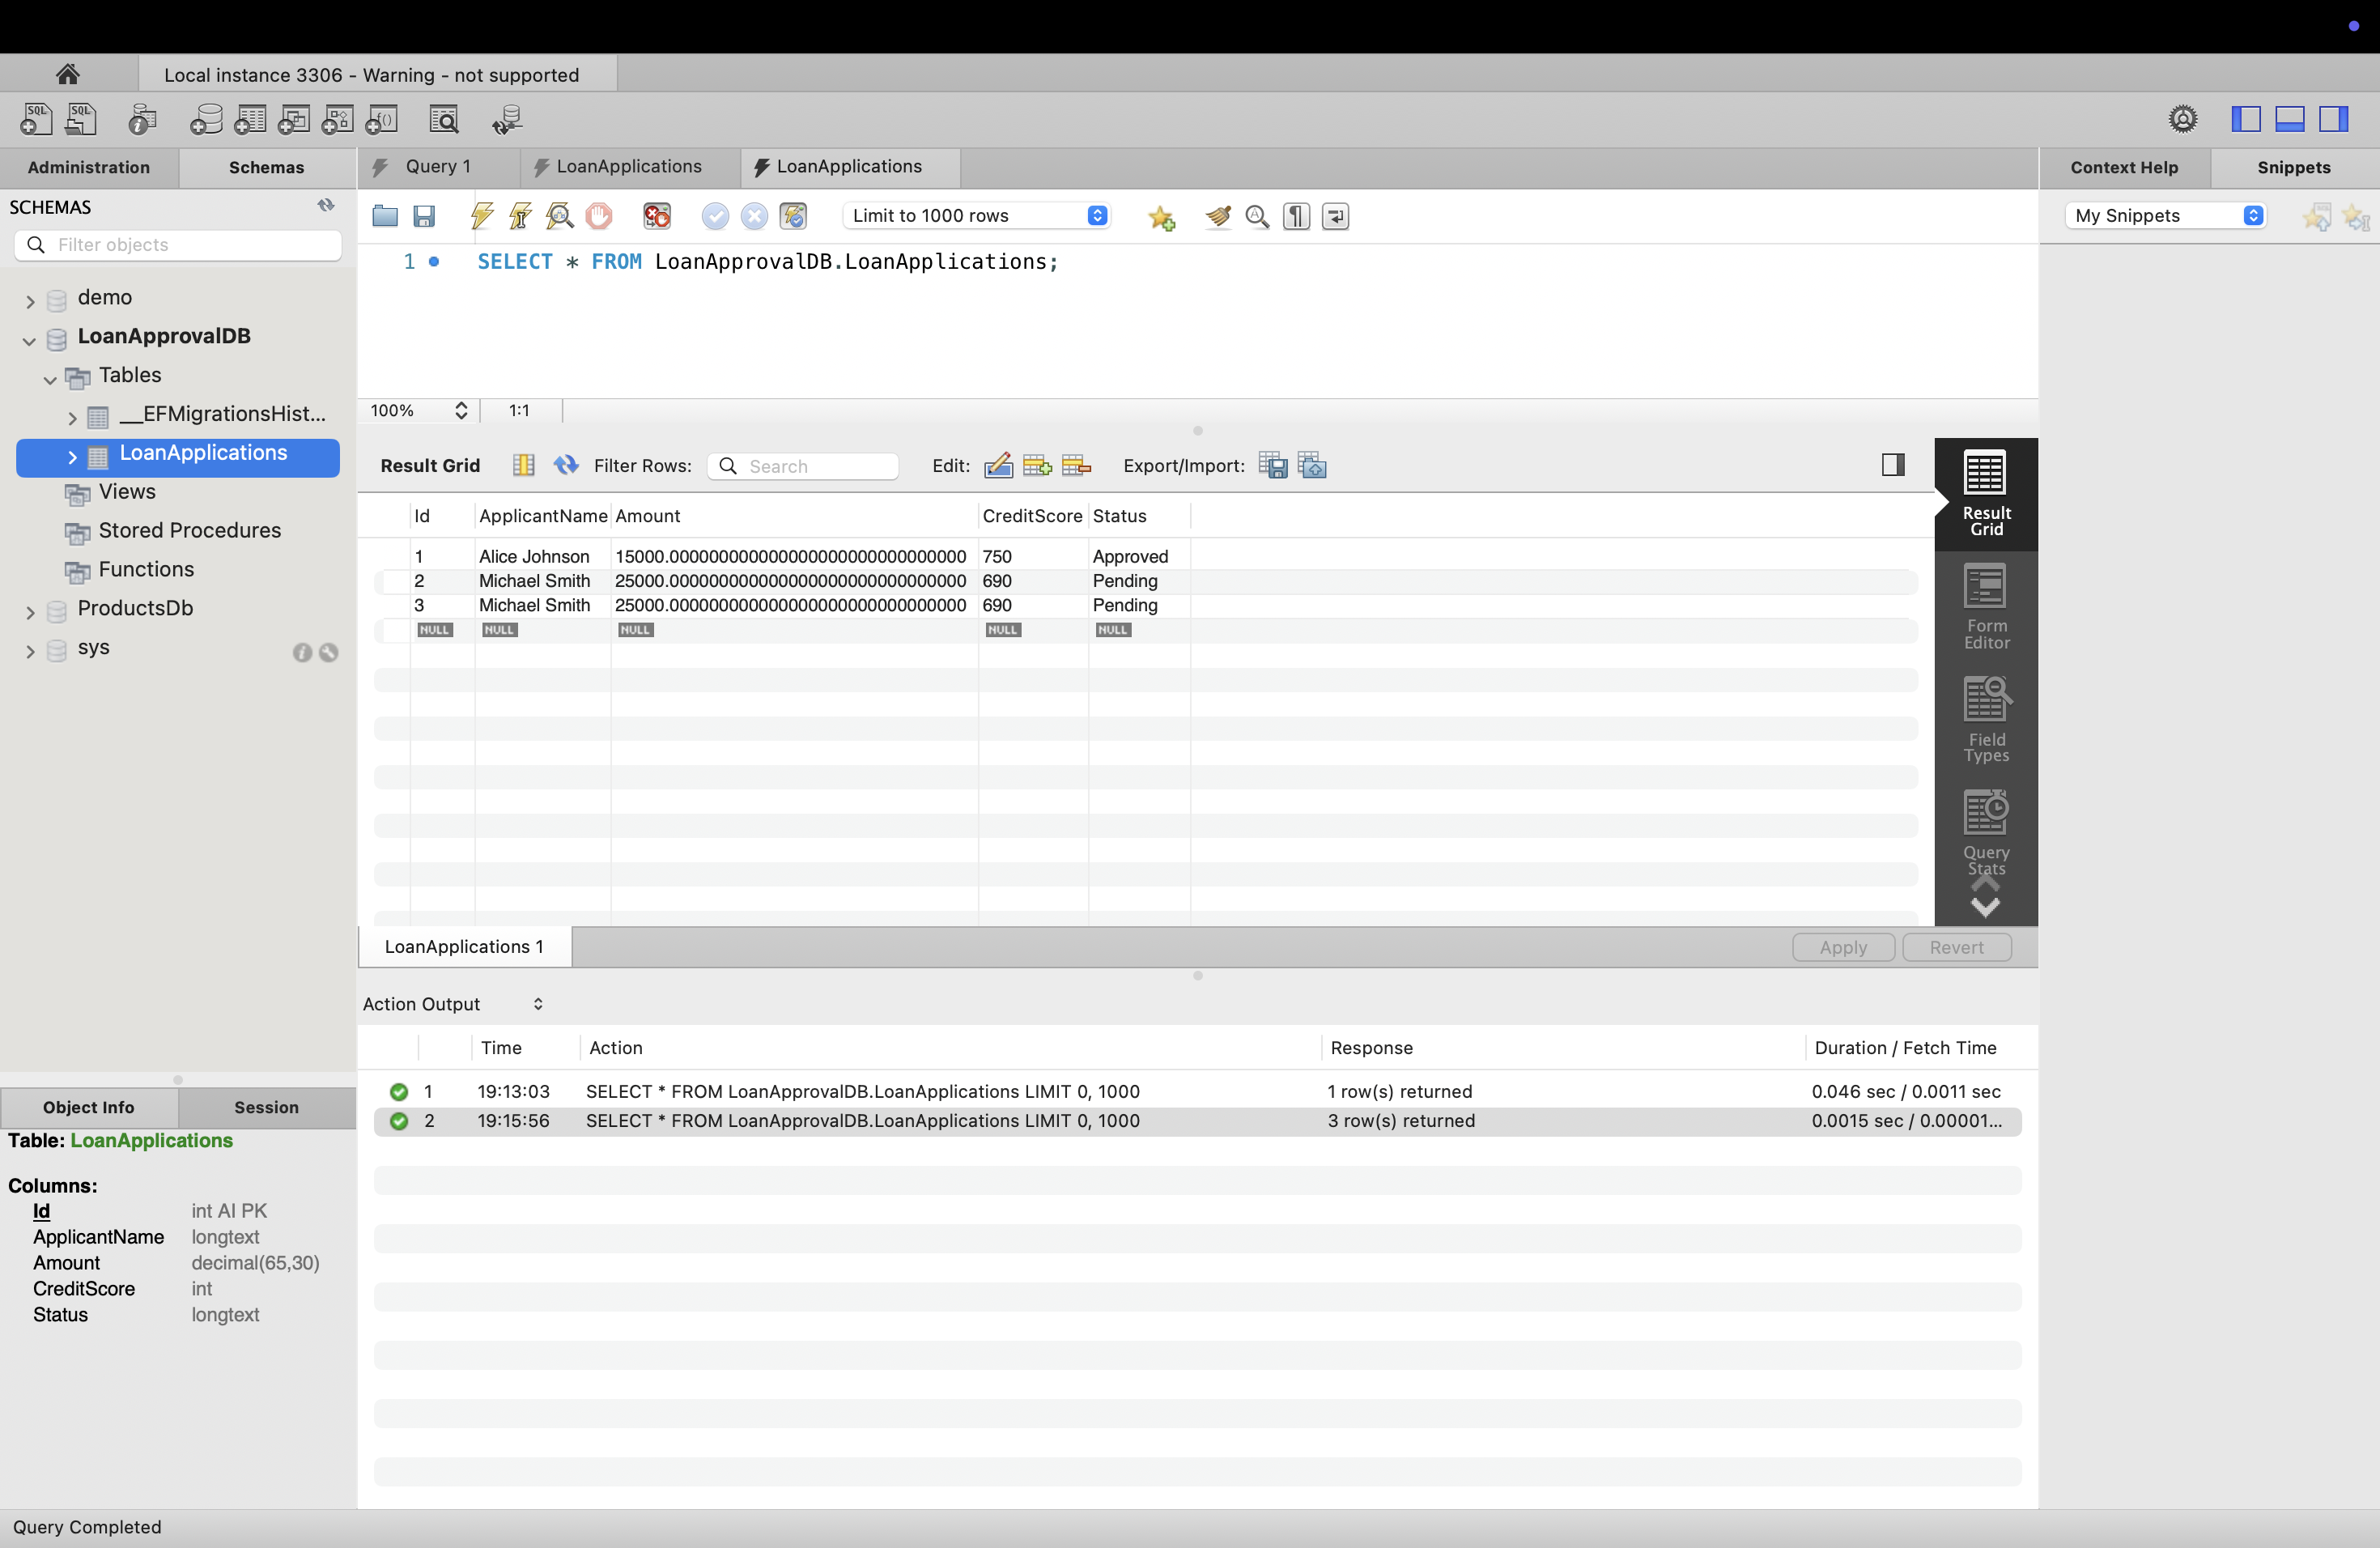 Local instance 3306 - Warning - not supported
SQL SQL
Administration Schemas Query 1 LoanApplications LoanApplications Context Help Snippets
SCHEMAS
Limit to 1000 rows
My Snippets
Filter objects
1 SELECT * FROM LoanApprovalDB.LoanApplications;
demo
LoanApprovalDB
Tables
__EFMigrationsHist...
LoanApplications
Views
Stored Procedures
Functions
ProductsDb
sys
100% 1:1
Result Grid Filter Rows: Search Edit: Export/Import:
Id ApplicantName Amount CreditScore Status
1 Alice Johnson 15000.000000000000000000000000000000 750 Approved
2 Michael Smith 25000.000000000000000000000000000000 690 Pending
3 Michael Smith 25000.000000000000000000000000000000 690 Pending
NULL NULL NULL NULL NULL
Result
Grid
Form
Editor
Field
Types
Query
Stats
LoanApplications 1 Apply Revert
Action Output
Time Action Response Duration / Fetch Time
1 19:13:03 SELECT * FROM LoanApprovalDB.LoanApplications LIMIT 0, 1000 1 row(s) returned 0.046 sec / 0.0011 sec
2 19:15:56 SELECT * FROM LoanApprovalDB.LoanApplications LIMIT 0, 1000 3 row(s) returned 0.0015 sec / 0.00001...
Object Info Session
Table: LoanApplications
Columns:
Id int AI PK
ApplicantName longtext
Amount decimal(65,30)
CreditScore int
Status longtext
Query Completed